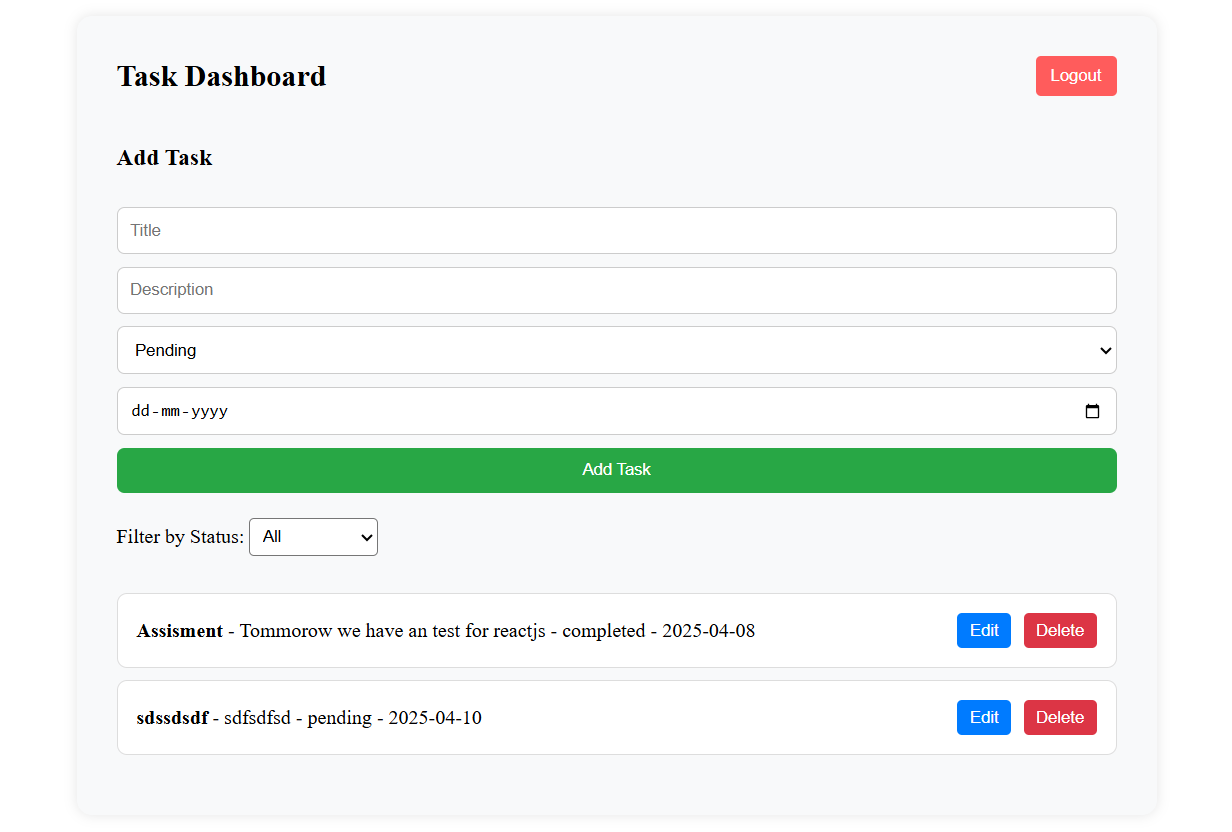 Task Dashboard
Logout
Add Task
Title
Description
Pending
dd-mm-yyyy
Add Task
Filter by Status: All
Assisment - Tommorow we have an test for reactjs - completed - 2025-04-08
Edit Delete
sdssdsdf - sdfsdfsd - pending - 2025-04-10
Edit Delete